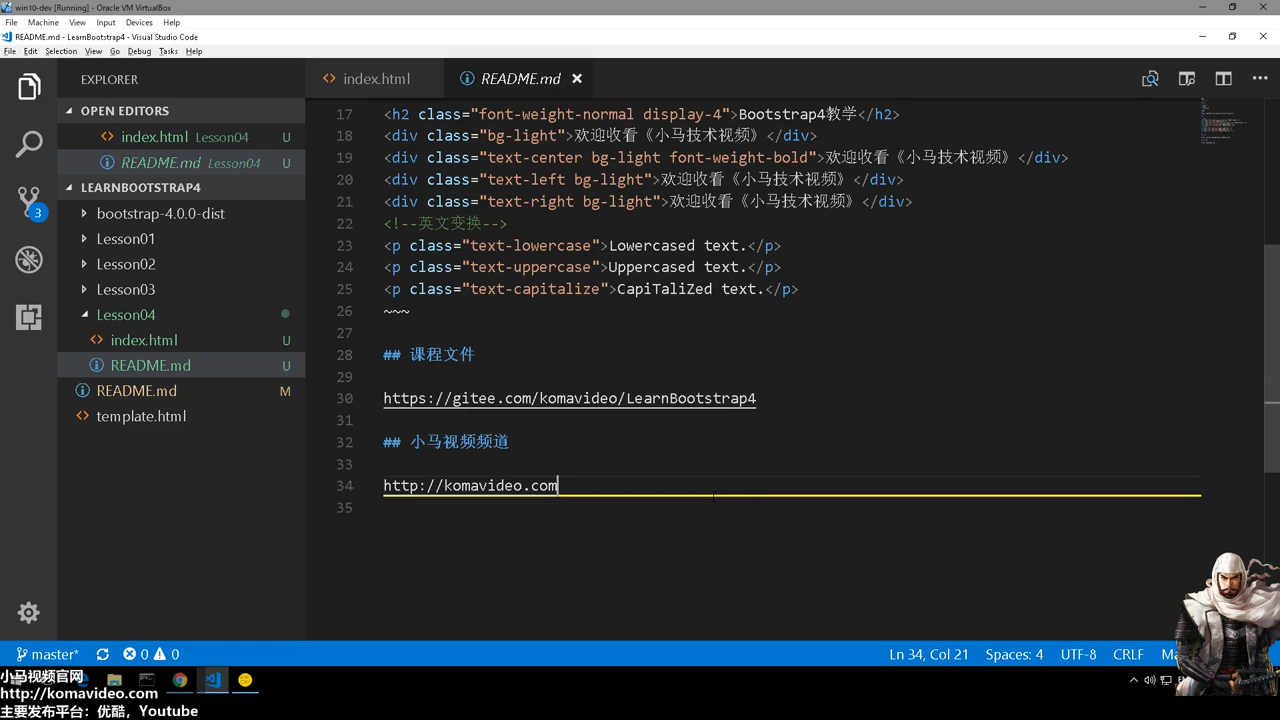 win10-dev [Running] - Oracle VM VirtualBox
File Machine View Input Devices Help
README.md - LearnBootstrap4 - Visual Studio Code
File Edit Selection View Go Debug Tasks Help
EXPLORER
index.html
README.md
OPEN EDITORS
index.html Lesson04 U
README.md Lesson04 U
LEARNBOOTSTRAP4
bootstrap-4.0.0-dist
Lesson01
Lesson02
Lesson03
Lesson04
index.html U
README.md U
README.md M
template.html
3
17 <h2 class="font-weight-normal display-4">Bootstrap4教学</h2>
18 <div class="bg-light">欢迎收看《小马技术视频》</div>
19 <div class="text-center bg-light font-weight-bold">欢迎收看《小马技术视频》</div>
20 <div class="text-left bg-light">欢迎收看《小马技术视频》</div>
21 <div class="text-right bg-light">欢迎收看《小马技术视频》</div>
22 <!--英文变换-->
23 <p class="text-lowercase">Lowercased text.</p>
24 <p class="text-uppercase">Uppercased text.</p>
25 <p class="text-capitalize">CapiTaliZed text.</p>
26 ~~~
27
28 ## 课程文件
29
30 https://gitee.com/komavideo/LearnBootstrap4
31
32 ## 小马视频频道
33
34 http://komavideo.com
35
master* 0 0 Ln 34, Col 21 Spaces: 4 UTF-8 CRLF
小马视频官网
http://komavideo.com
主要发布平台：优酷，Youtube